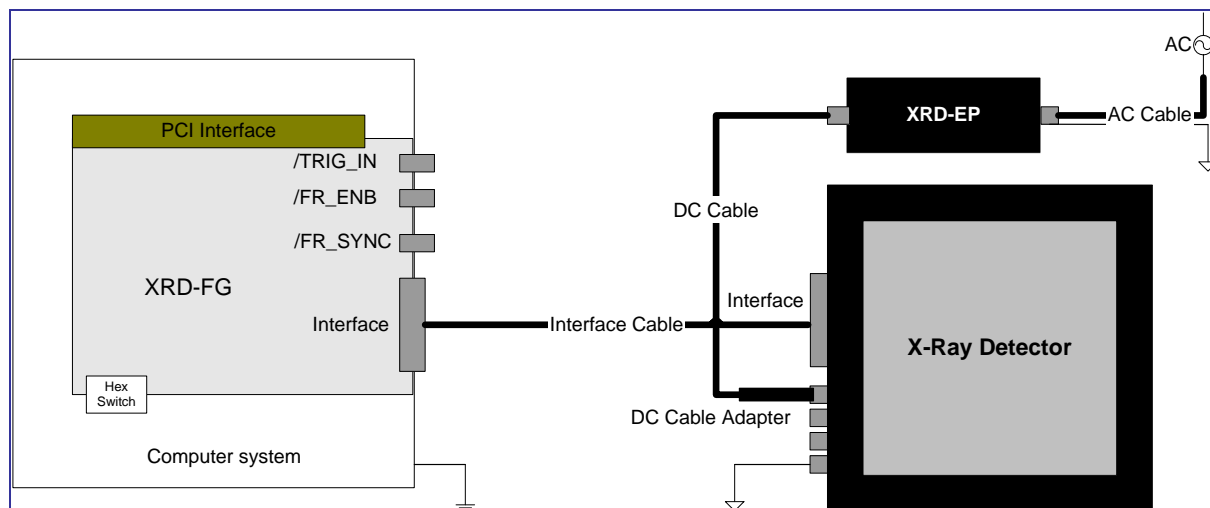 AC
PCI Interface
XRD-EP
AC Cable
/TRIG_IN
/FR_ENB
/FR_SYNC
DC Cable
XRD-FG
Interface
Interface
Interface Cable
X-Ray Detector
Hex
Switch
DC Cable Adapter
Computer system